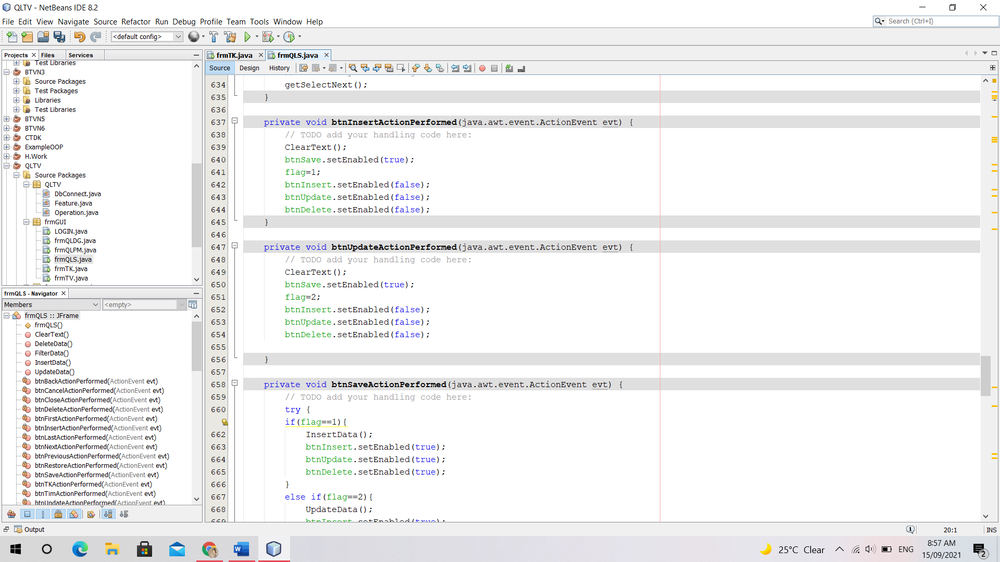 QLTV - NetBeans IDE 8.2
File Edit View Navigate Source Refactor Run Debug Profile Team Tools Window Help
Search (Ctrl+I)
<default config>
Projects Files Services
Test Libraries
BTVN3
Source Packages
Test Packages
Libraries
Test Libraries
BTVN5
BTVN6
CTDK
ExampleOOP
H.Work
QLTV
Source Packages
QLTV
DbConnect.java
Feature.java
Operation.java
frmGUI
LOGIN.java
frmQLDG.java
frmQLPM.java
frmQLS.java
frmTK.java
frmTV.java
frmQLS - Navigator
Members <empty>
frmQLS :: JFrame
frmQLS()
ClearText()
DeleteData()
FilterData()
InsertData()
UpdateData()
btnBackActionPerformed(ActionEvent evt)
btnCancelActionPerformed(ActionEvent evt)
btnCloseActionPerformed(ActionEvent evt)
btnDeleteActionPerformed(ActionEvent evt)
btnFirstActionPerformed(ActionEvent evt)
btnInsertActionPerformed(ActionEvent evt)
btnLastActionPerformed(ActionEvent evt)
btnNextActionPerformed(ActionEvent evt)
btnPreviousActionPerformed(ActionEvent evt)
btnRestoreActionPerformed(ActionEvent evt)
btnSaveActionPerformed(ActionEvent evt)
btnTKActionPerformed(ActionEvent evt)
btnTimActionPerformed(ActionEvent evt)
btnUpdateActionPerformed(ActionEvent evt)
frmTK.java frmQLS.java
Source Design History
634 getSelectNext();
635 }
636
637 private void btnInsertActionPerformed(java.awt.event.ActionEvent evt) {
638 // TODO add your handling code here:
639 ClearText();
640 btnSave.setEnabled(true);
641 flag=1;
642 btnInsert.setEnabled(false);
643 btnUpdate.setEnabled(false);
644 btnDelete.setEnabled(false);
645 }
646
647 private void btnUpdateActionPerformed(java.awt.event.ActionEvent evt) {
648 // TODO add your handling code here:
649 ClearText();
650 btnSave.setEnabled(true);
651 flag=2;
652 btnInsert.setEnabled(false);
653 btnUpdate.setEnabled(false);
654 btnDelete.setEnabled(false);
655
656 }
657
658 private void btnSaveActionPerformed(java.awt.event.ActionEvent evt) {
659 // TODO add your handling code here:
660 try {
if(flag==1){
662 InsertData();
663 btnInsert.setEnabled(true);
664 btnUpdate.setEnabled(true);
665 btnDelete.setEnabled(true);
666 }
667 else if(flag==2){
668 UpdateData();
669 btnInsert.setEnabled(true);
Output
20:1 INS
25°C Clear
ENG
8:57 AM
15/09/2021
2